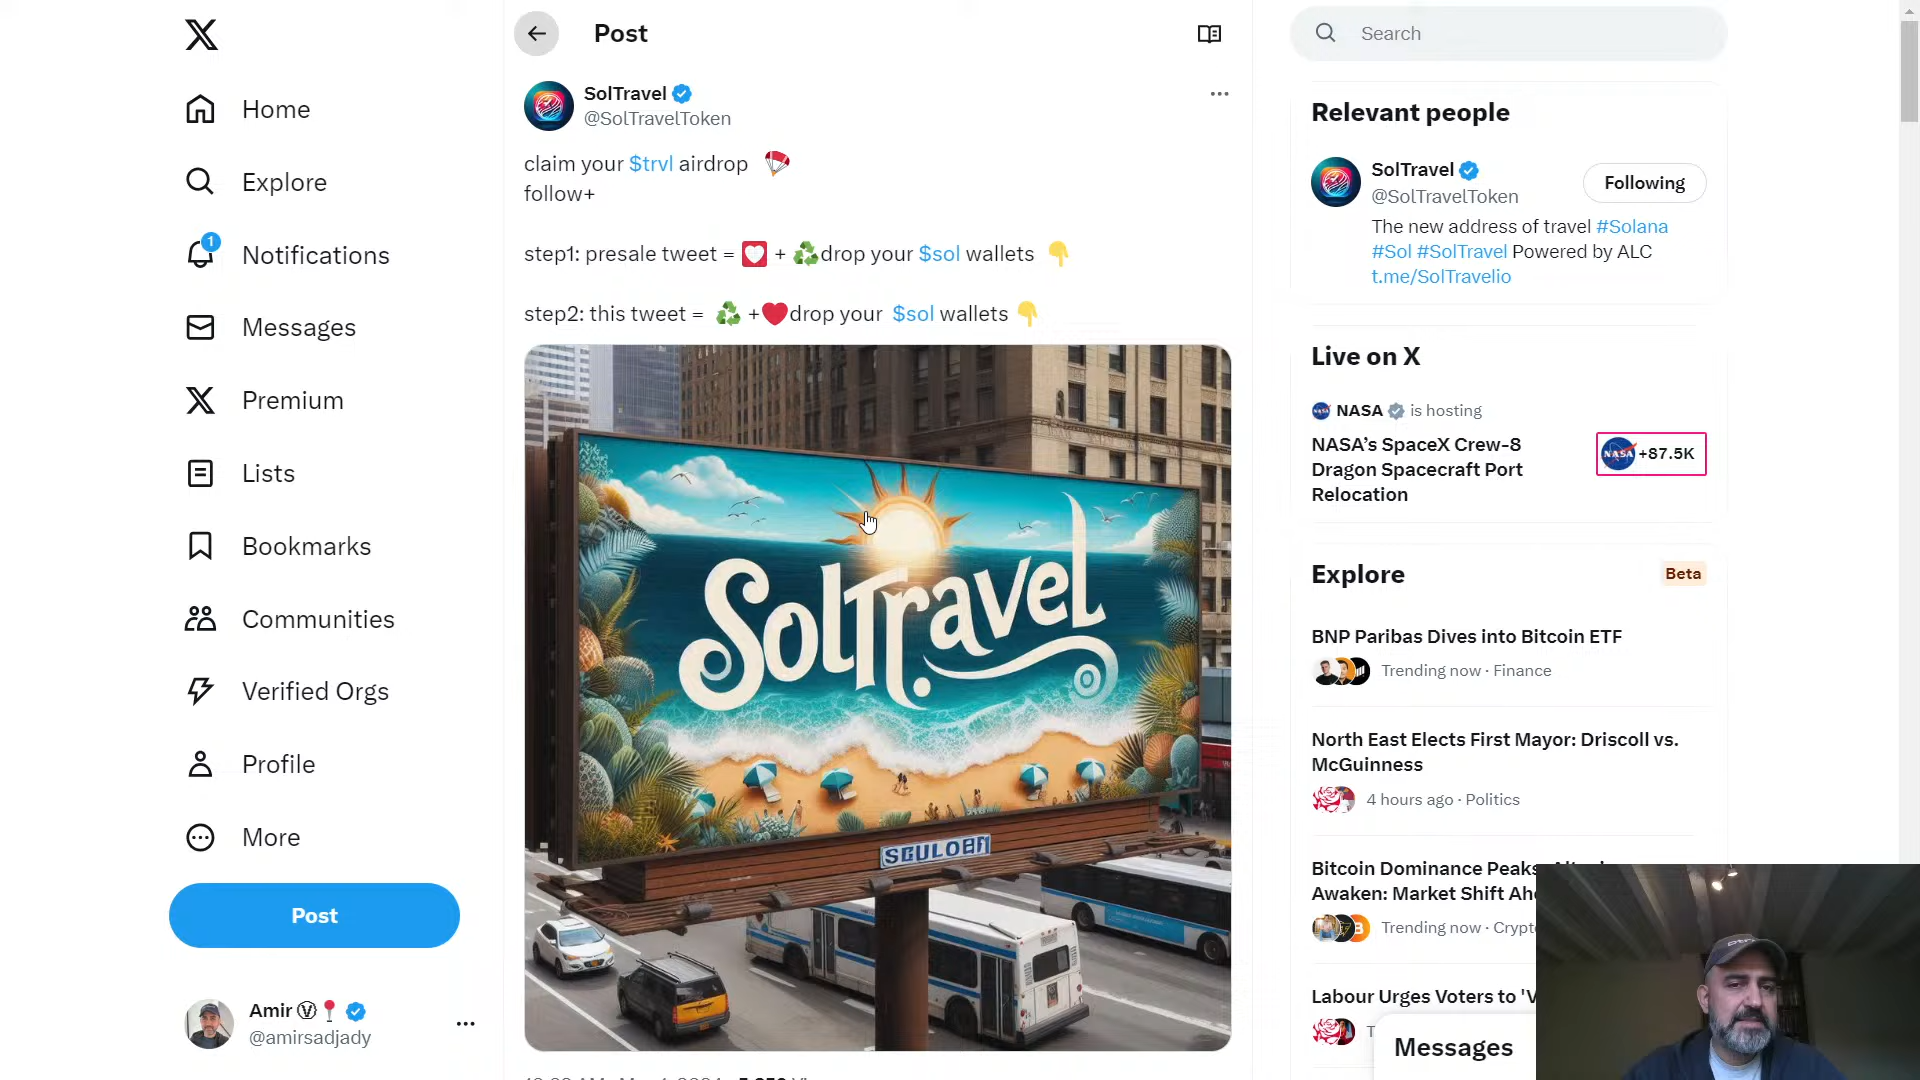 Home
Explore
1
Notifications
Messages
Premium
Lists
Bookmarks
Communities
Verified Orgs
Profile
More
Post
Amir
@amirsadjady
Post
SolTravel
@SolTravelToken
claim your $trvl airdrop
follow+
step1: presale tweet = + drop your $sol wallets
step2: this tweet = + drop your $sol wallets
SolTravel
Search
Relevant people
SolTravel
@SolTravelToken
Following
The new address of travel #Solana
#Sol #SolTravel Powered by ALC
t.me/SolTravelio
Live on X
NASA is hosting
NASA’s SpaceX Crew-8
Dragon Spacecraft Port
Relocation
NASA +87.5K
Explore
Beta
BNP Paribas Dives into Bitcoin ETF
Trending now · Finance
North East Elects First Mayor: Driscoll vs.
McGuinness
4 hours ago · Politics
Bitcoin Dominance Peaks
Awaken: Market Shift
Trending now ·
Labour Urges Voters to
Messages